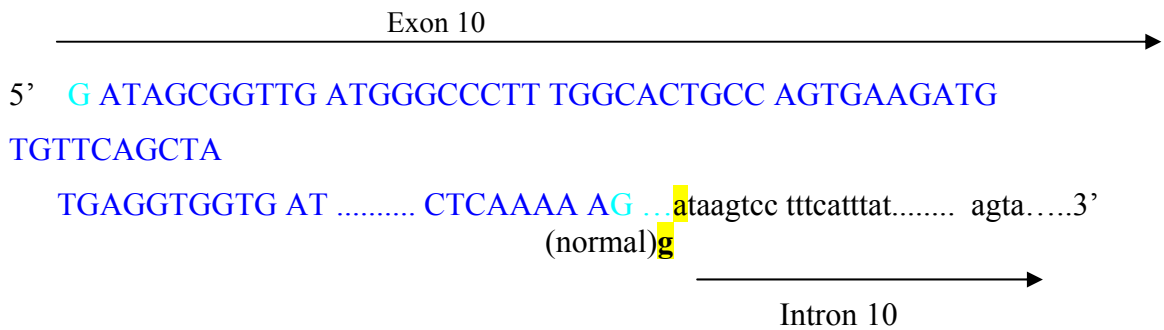 Exon 10
5’ G ATAGCGGTTG ATGGGCCCTT TGGCACTGCC AGTGAAGATG
TGTTCAGCTA
TGAGGTGGTG AT .......... CTCAAAA AG ...ataagtcc tttcatttat........ agta…..3’
(normal)g
Intron 10